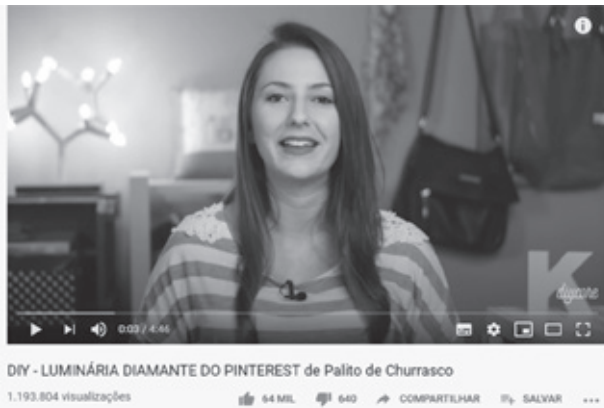 K
diycore
0:03 / 4:46
DIY - LUMINÁRIA DIAMANTE DO PINTEREST de Palito de Churrasco
1.193.804 visualizações 64 MIL 640 COMPARTILHAR SALVAR